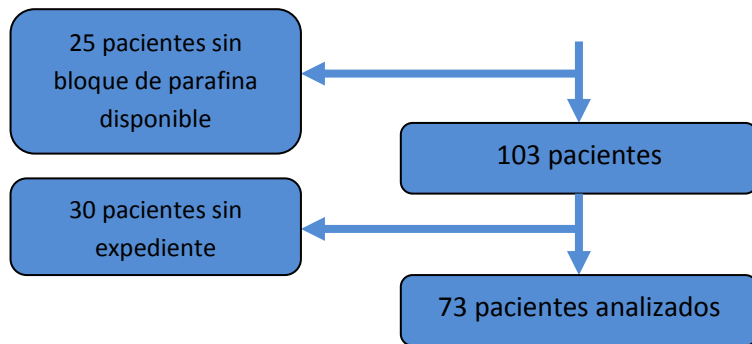 25 pacientes sin
bloque de parafina
disponible
103 pacientes
30 pacientes sin
expediente
73 pacientes analizados